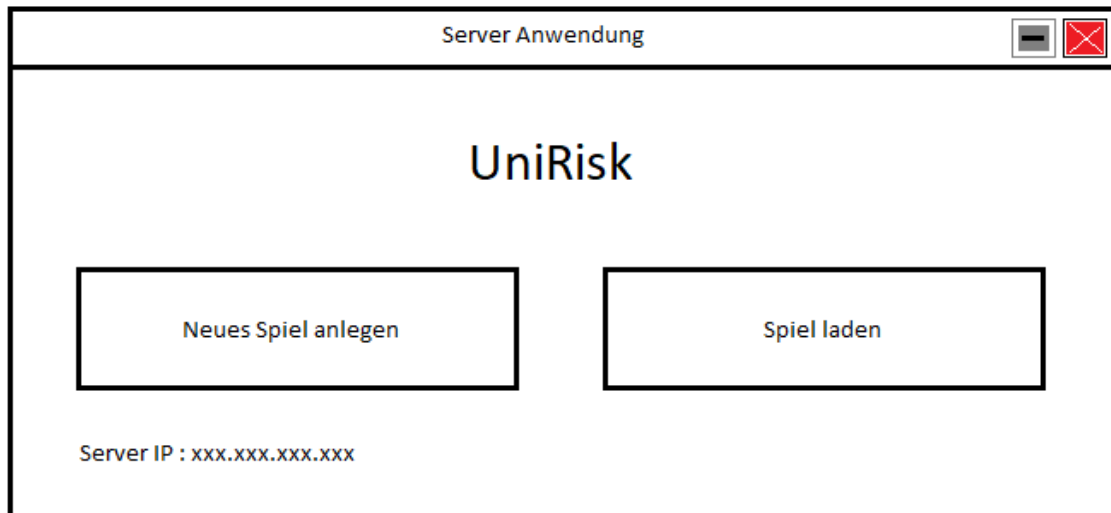 Server Anwendung
UniRisk
Neues Spiel anlegen
Spiel laden
Server IP : xxx.xxx.xxx.xxx